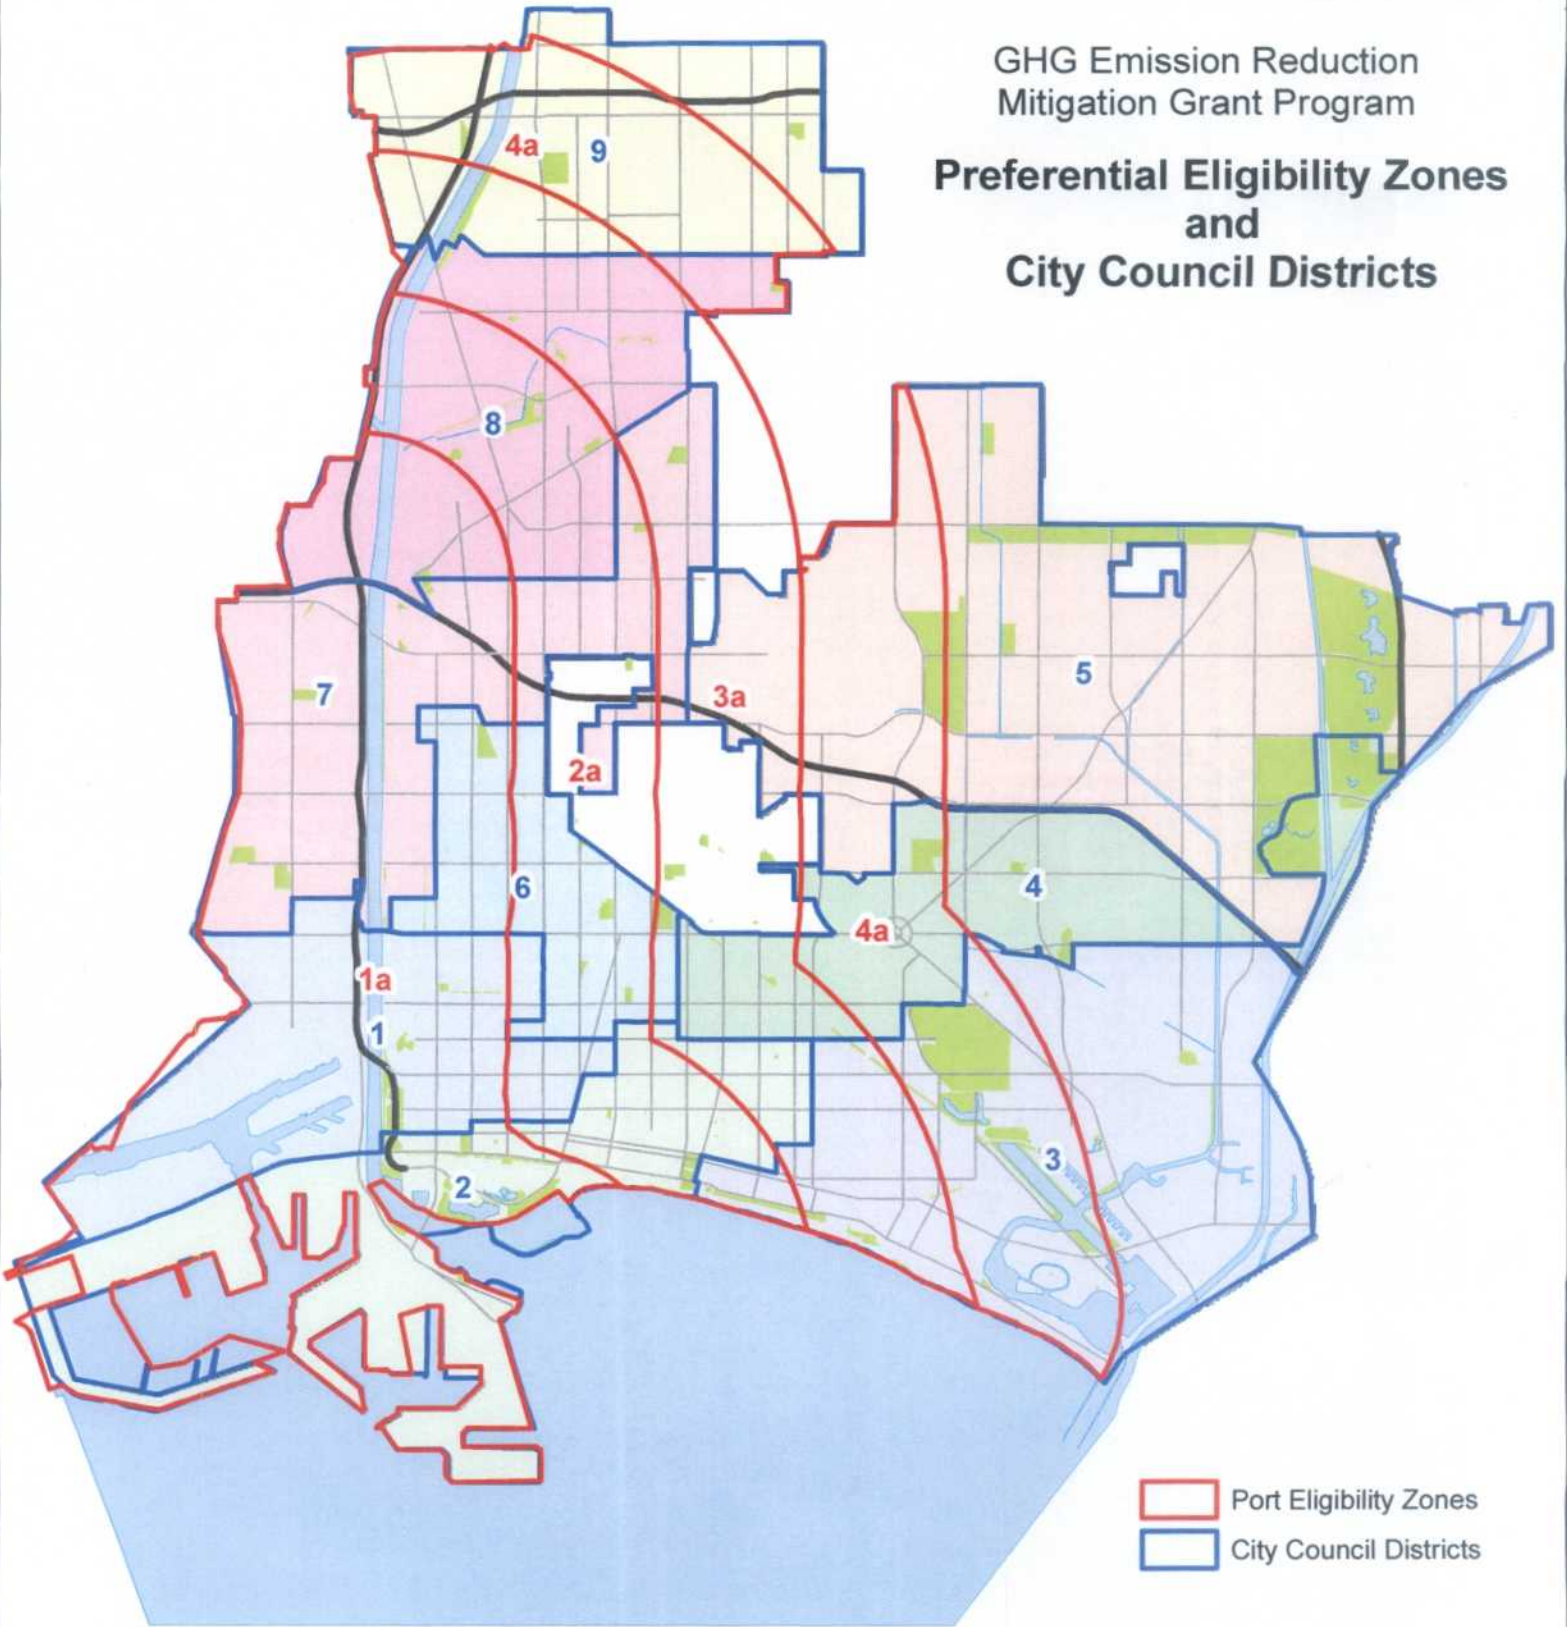 GHG Emission Reduction
Mitigation Grant Program
Preferential Eligibility Zones
and
City Council Districts
4a
9
8
7
3a
5
2a
6
4
4a
1a
1
3
2
Port Eligibility Zones
City Council Districts